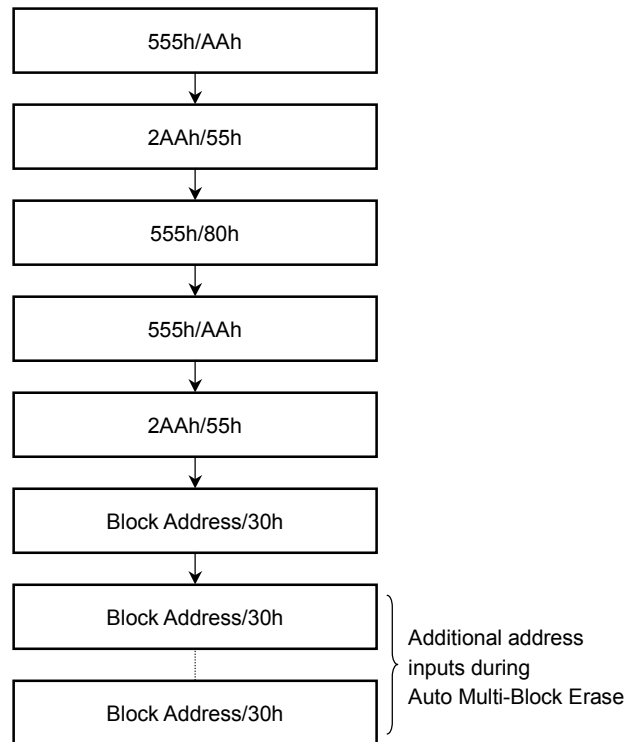 555h/AAh
2AAh/55h
555h/80h
555h/AAh
2AAh/55h
Block Address/30h
Block Address/30h
Additional address
inputs during
Auto Multi-Block Erase
Block Address/30h